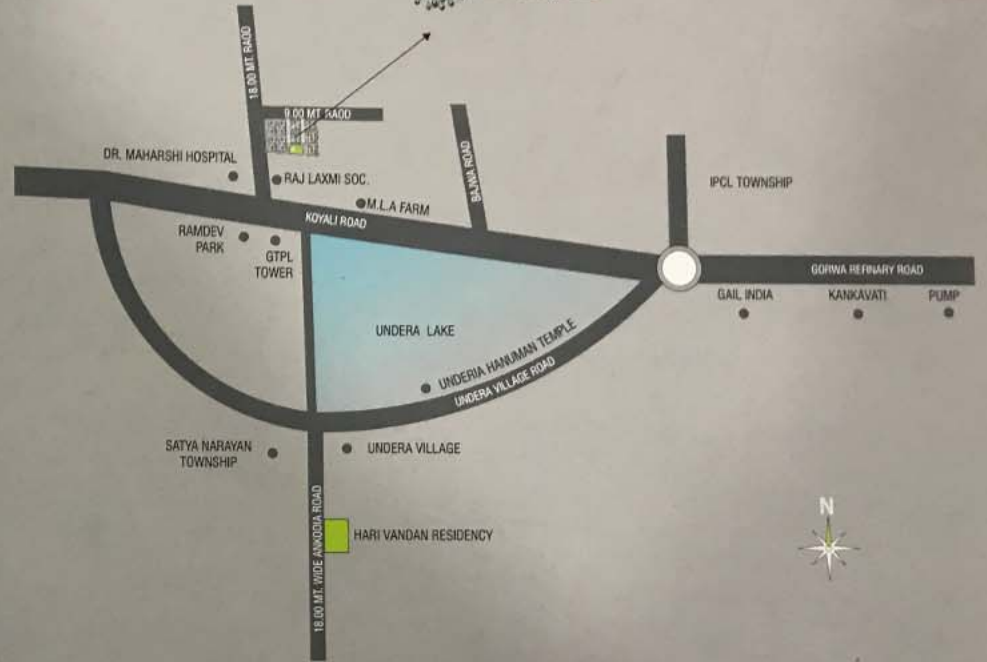 18.00 MT. RAOD
9.00 MT RAOD
DR. MAHARSHI HOSPITAL
RAJ LAXMI SOC.
M.L.A FARM
BAJWA ROAD
IPCL TOWNSHIP
KOYALI ROAD
RAMDEV
PARK
GTPL
TOWER
GORWA REFINARY ROAD
GAIL INDIA
KANKAVATI
PUMP
UNDERA LAKE
UNDERIA HANUMAN TEMPLE
UNDERA VILLAGE ROAD
SATYA NARAYAN
TOWNSHIP
UNDERA VILLAGE
18.00 MT. WIDE ANKODIA ROAD
HARI VANDAN RESIDENCY
N